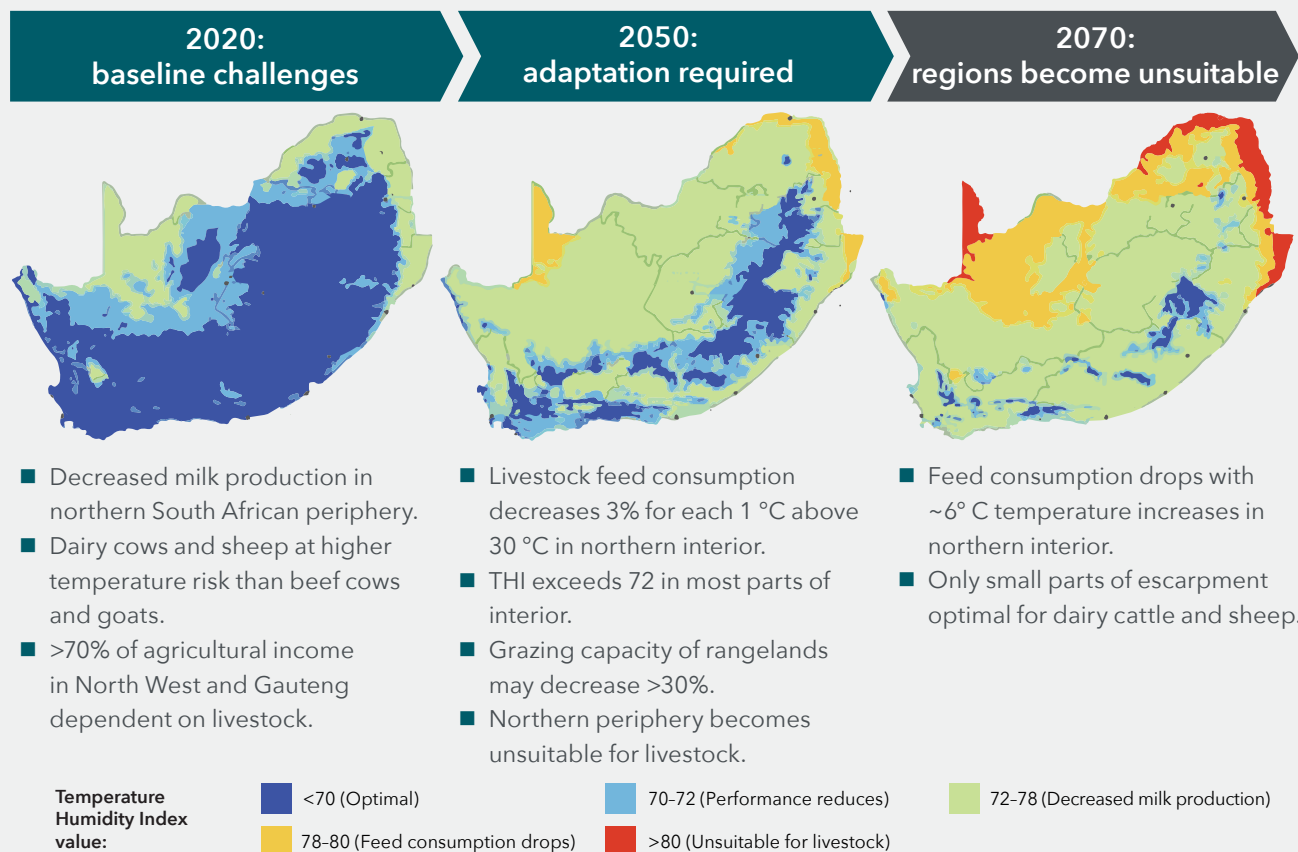 2020:
baseline challenges
2050:
adaptation required
2070:
regions become unsuitable
■ Decreased milk production in
northern South African periphery.
■ Dairy cows and sheep at higher
temperature risk than beef cows
and goats.
■ >70% of agricultural income
in North West and Gauteng
dependent on livestock.
■ Livestock feed consumption
decreases 3% for each 1 °C above
30 °C in northern interior.
■ THI exceeds 72 in most parts of
interior.
■ Grazing capacity of rangelands
may decrease >30%.
■ Northern periphery becomes
unsuitable for livestock.
■ Feed consumption drops with
~6° C temperature increases in
northern interior.
■ Only small parts of escarpment
optimal for dairy cattle and sheep.
Temperature
Humidity Index
value:
<70 (Optimal)
70–72 (Performance reduces)
72–78 (Decreased milk production)
78–80 (Feed consumption drops)
>80 (Unsuitable for livestock)